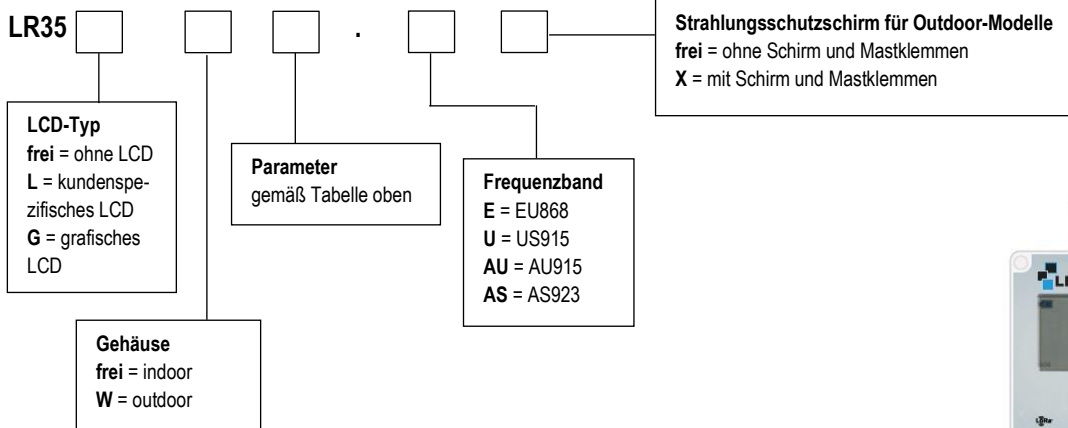 LR35 .
Strahlungsschutzschirm für Outdoor-Modelle
frei = ohne Schirm und Mastklemmen
X = mit Schirm und Mastklemmen
LCD-Typ
frei = ohne LCD
L = kundenspe-
zifisches LCD
G = grafisches
LCD
Parameter
gemäß Tabelle oben
Frequenzband
E = EU868
U = US915
AU = AU915
AS = AS923
Gehäuse
frei = indoor
W = outdoor
LoRa